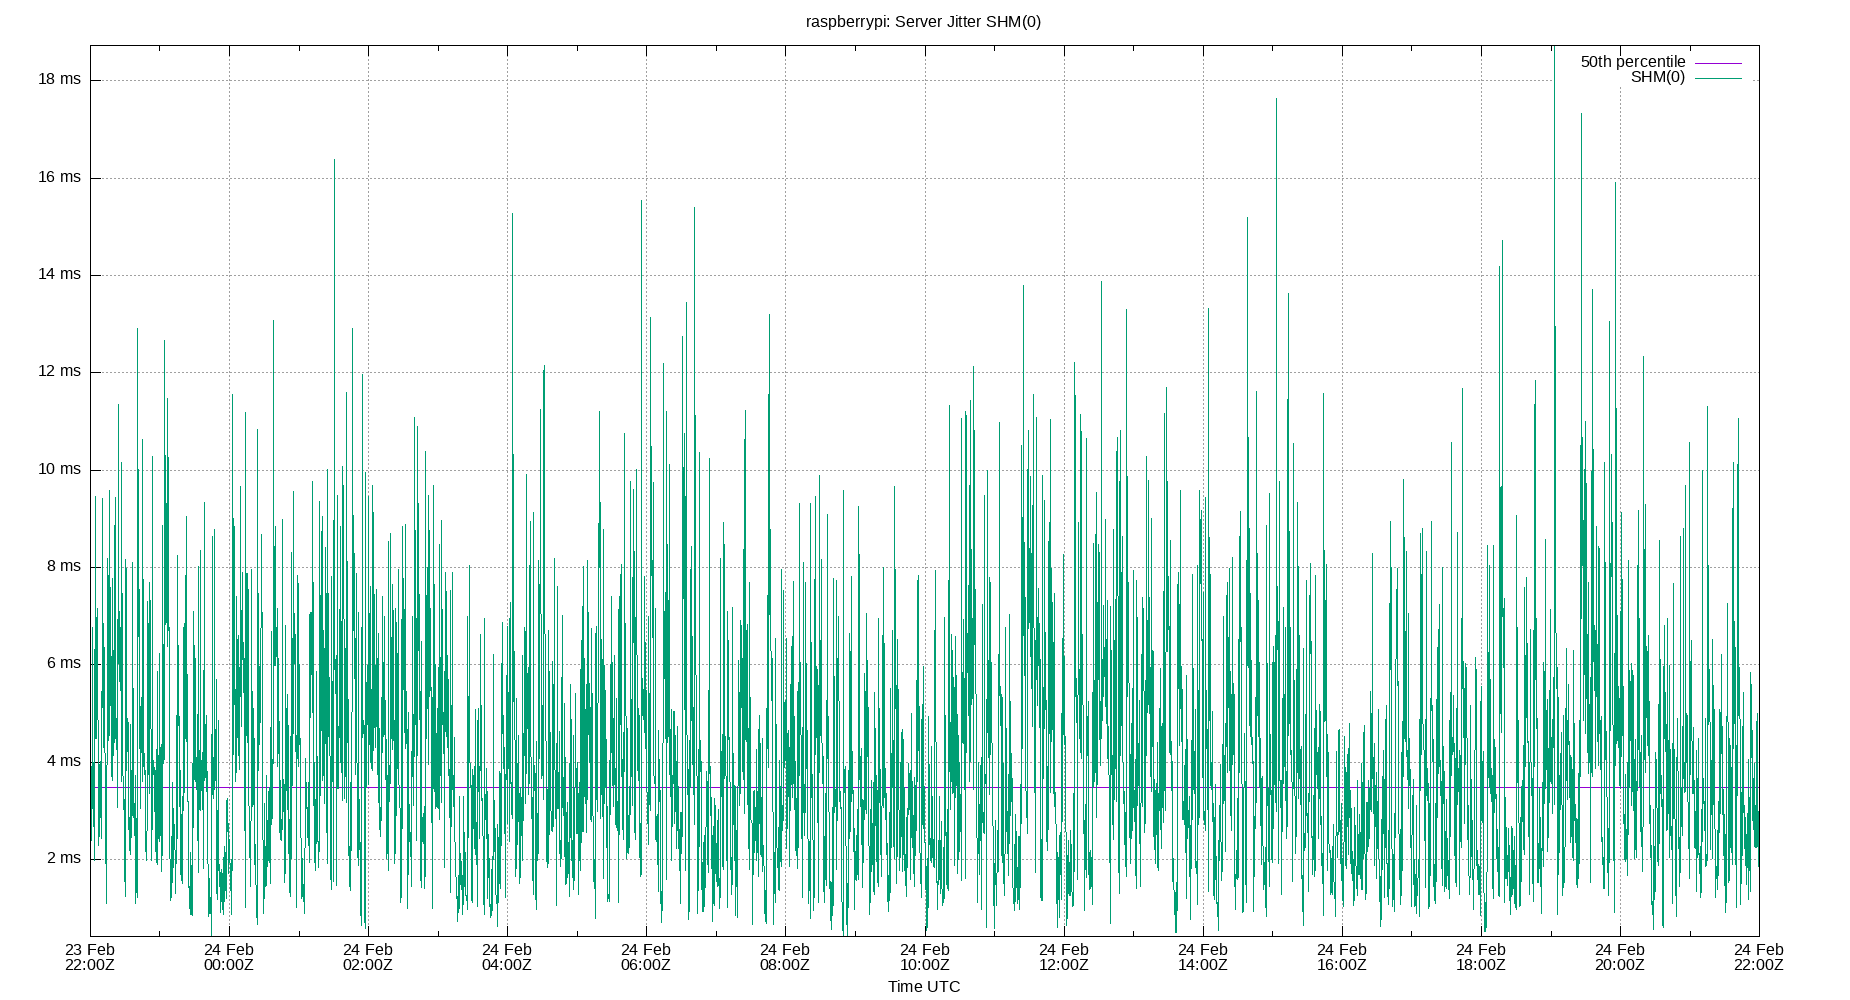 raspberrypi: Server Jitter SHM(0)
50th percentile
SHM(0)
18 ms
16 ms
14 ms
12 ms
10 ms
8 ms
6 ms
4 ms
2 ms
23 Feb 24 Feb 24 Feb 24 Feb 24 Feb 24 Feb 24 Feb 24 Feb 24 Feb 24 Feb 24 Feb 24 Feb 24 Feb
22:00Z 00:00Z 02:00Z 04:00Z 06:00Z 08:00Z 10:00Z 12:00Z 14:00Z 16:00Z 18:00Z 20:00Z 22:00Z
Time UTC